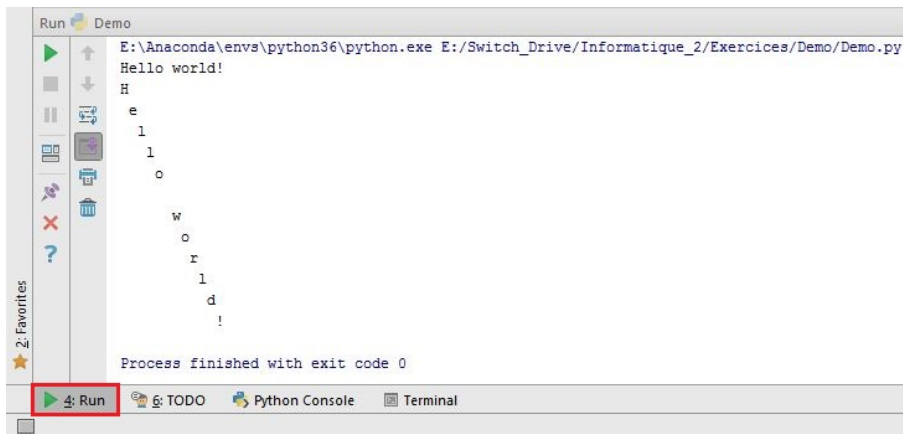 Run Demo
E:\Anaconda\envs\python36\python.exe E:/Switch_Drive/Informatique_2/Exercices/Demo/Demo.py
Hello world!
H
 e
  l
   l
    o

      w
       o
        r
         l
          d
           !

Process finished with exit code 0
2: Favorites
4: Run 6: TODO Python Console Terminal